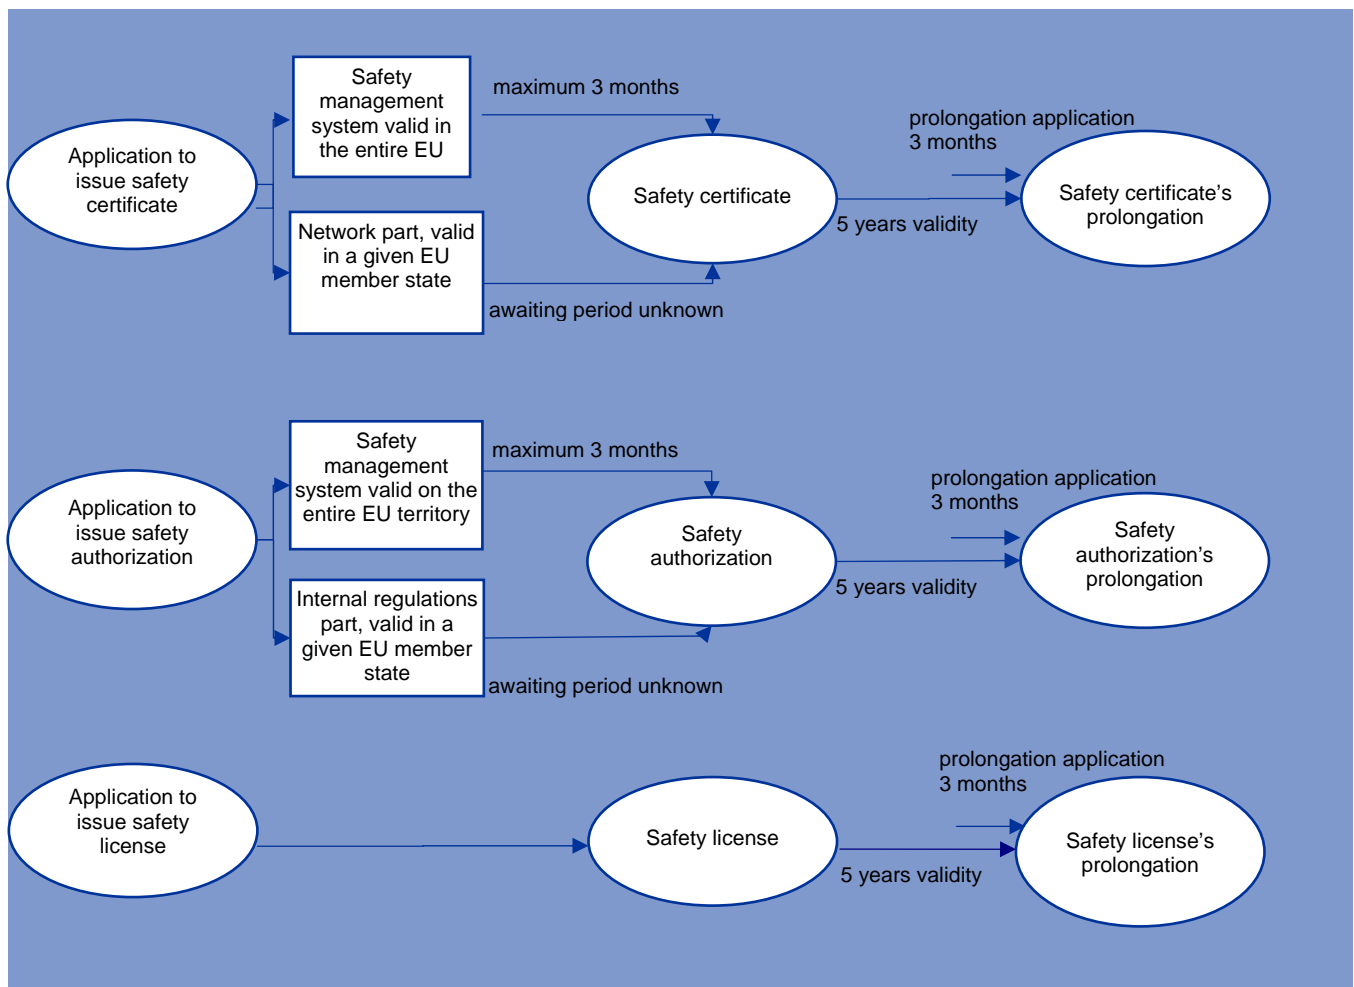 Application to
issue safety
certificate
Safety
management
system valid in
the entire EU
maximum 3 months
Network part, valid
in a given EU
member state
awaiting period unknown
Safety certificate
5 years validity
prolongation application
3 months
Safety certificate's
prolongation
Application to
issue safety
authorization
Safety
management
system valid on the
entire EU territory
maximum 3 months
Internal regulations
part, valid in a
given EU member
state
awaiting period unknown
Safety
authorization
5 years validity
prolongation application
3 months
Safety
authorization's
prolongation
Application to
issue safety
license
Safety license
5 years validity
prolongation application
3 months
Safety license's
prolongation